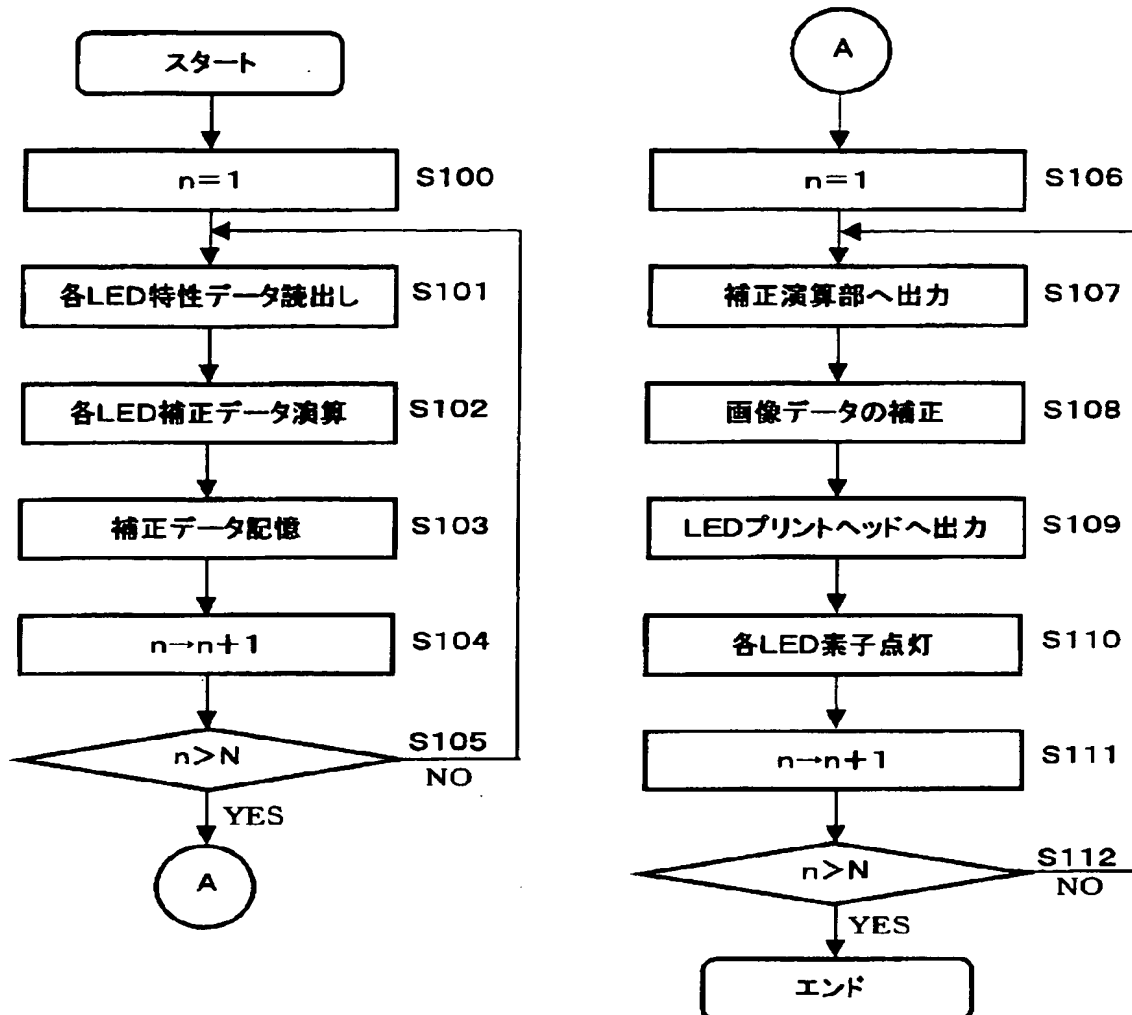 スタート
n=1 S100
各LED特性データ読出し S101
各LED補正データ演算 S102
補正データ記憶 S103
n→n+1 S104
n>N S105
NO
YES
A
A
n=1 S106
補正演算部へ出力 S107
画像データの補正 S108
LEDプリントヘッドへ出力 S109
各LED素子点灯 S110
n→n+1 S111
n>N S112
NO
YES
エンド